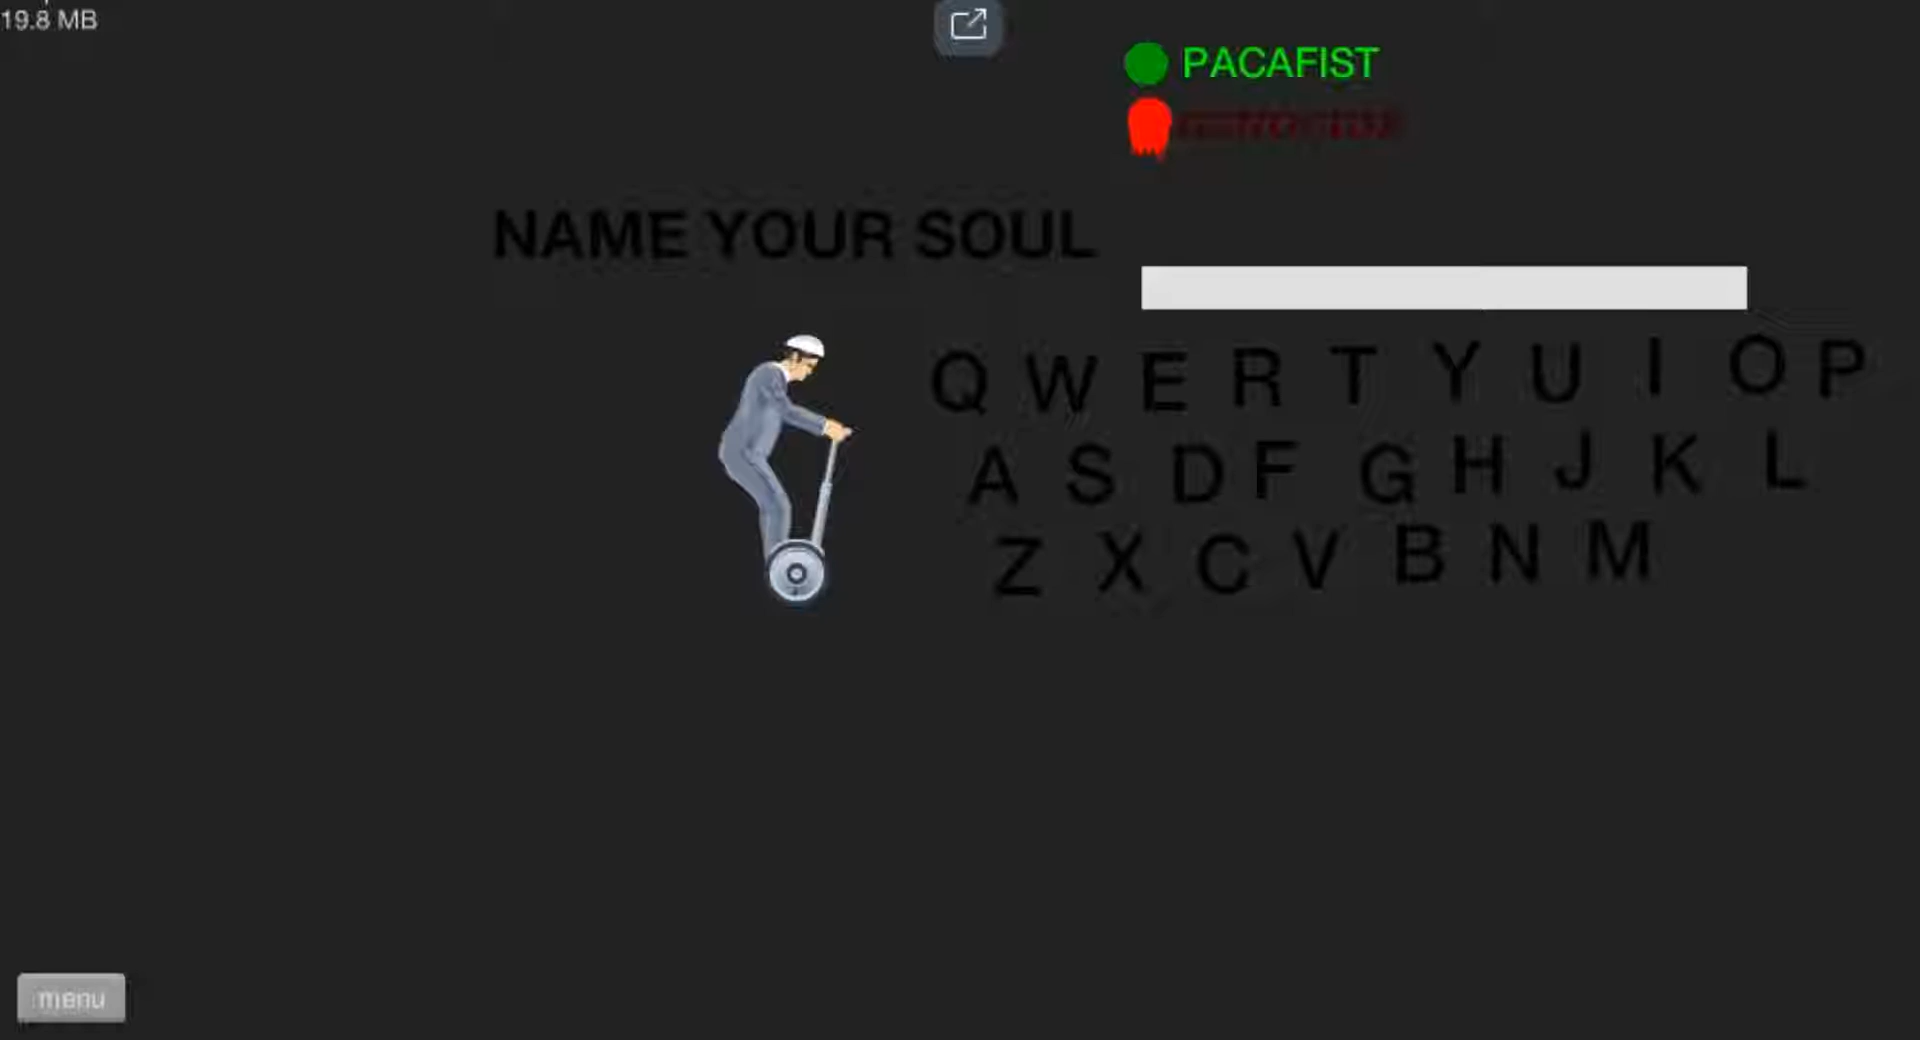 19.8 MB
PACAFIST
NAME YOUR SOUL
Q W E R T Y U I O P
A S D F G H J K L
Z X C V B N M
menu